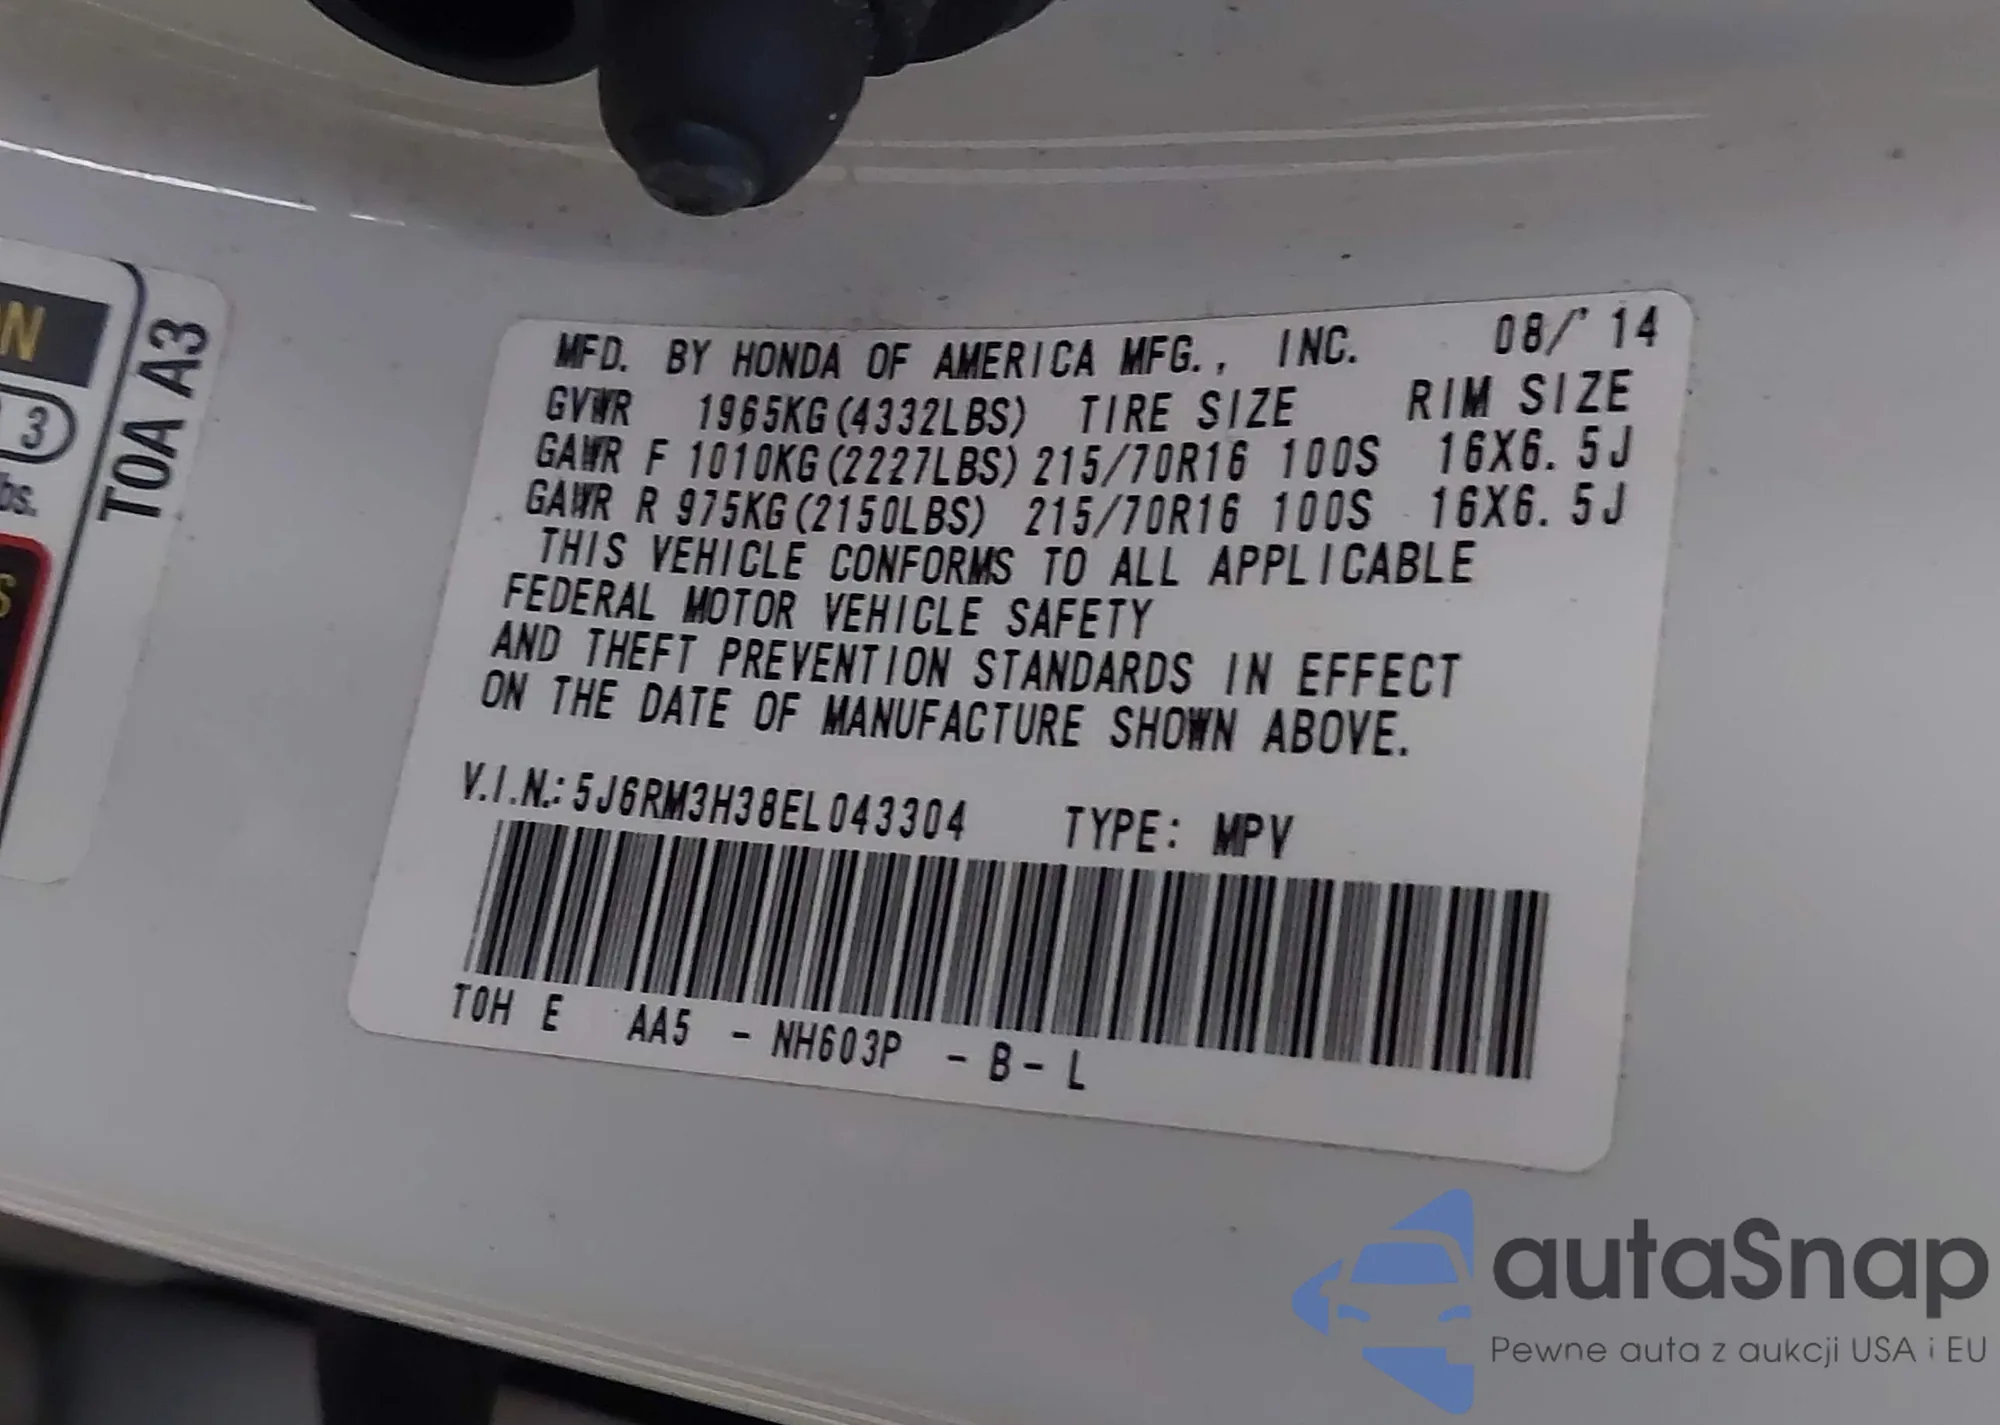 ON
3
bs.
S
T0A A3
MFD. BY HONDA OF AMERICA MFG., INC. 08/'14
GVWR 1965KG(4332LBS) TIRE SIZE RIM SIZE
GAWR F 1010KG(2227LBS) 215/70R16 100S 16X6.5J
GAWR R 975KG(2150LBS) 215/70R16 100S 16X6.5J
THIS VEHICLE CONFORMS TO ALL APPLICABLE
FEDERAL MOTOR VEHICLE SAFETY
AND THEFT PREVENTION STANDARDS IN EFFECT
ON THE DATE OF MANUFACTURE SHOWN ABOVE.
V.I.N.: 5J6RM3H38EL043304 TYPE: MPV
T0H E AA5 - NH603P - B - L
autaSnap
Pewne auta z aukcji USA i EU